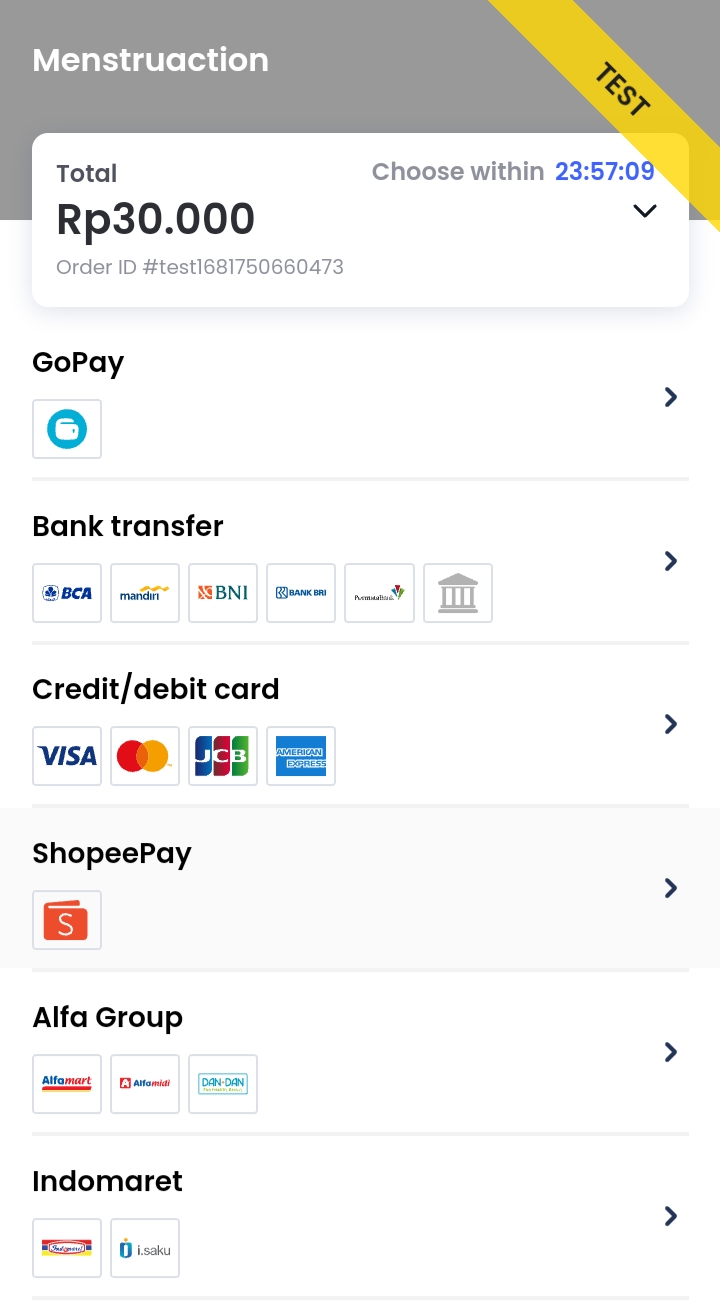 Menstruaction
TEST
Total
Choose within 23:57:09
Rp30.000
Order ID #test1681750660473
GoPay
Bank transfer
BCA
mandiri
BNI
BANK BRI
PermataBank
Credit/debit card
VISA
JCB
AMERICAN
EXPRESS
ShopeePay
S
Alfa Group
Alfamart
Alfamidi
DAN+DAN
Indomaret
Indomaret
i.saku